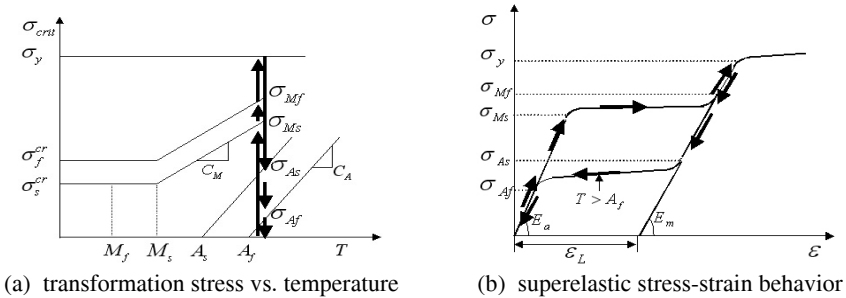 σ_crit
σ_y
σ_Mf
σ_Ms
σ_f^cr
σ_s^cr
C_M
σ_As
C_A
σ_Af
M_f M_s A_s A_f T
σ
σ_y
σ_Mf
σ_Ms
σ_As
σ_Af
T > A_f
E_a E_m
ε_L ε
(a) transformation stress vs. temperature
(b) superelastic stress-strain behavior